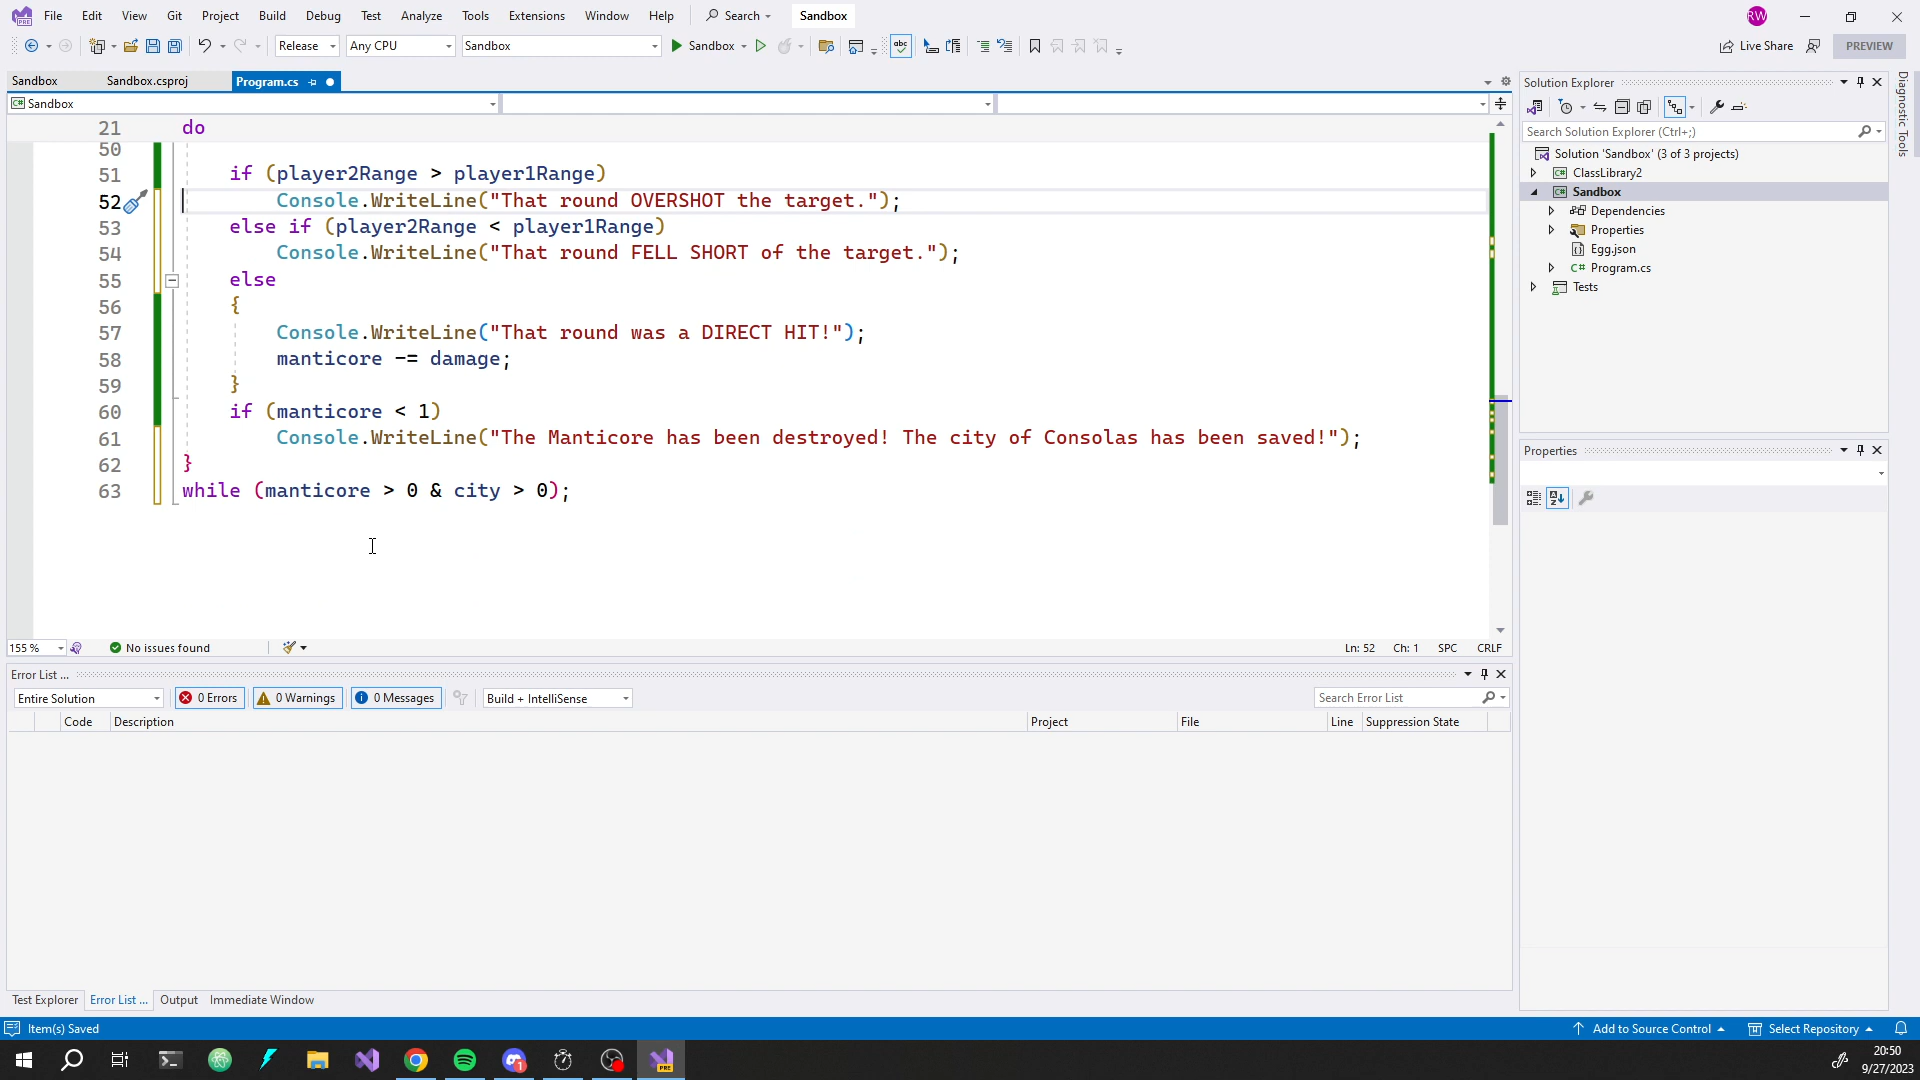 File Edit View Git Project Build Debug Test Analyze Tools Extensions Window Help Search Sandbox RW
Release Any CPU Sandbox Sandbox Live Share PREVIEW
Sandbox Sandbox.csproj Program.cs
Sandbox
21 do
50
51 if (player2Range > player1Range)
52 Console.WriteLine("That round OVERSHOT the target.");
53 else if (player2Range < player1Range)
54 Console.WriteLine("That round FELL SHORT of the target.");
55 else
56 {
57 Console.WriteLine("That round was a DIRECT HIT!");
58 manticore -= damage;
59 }
60 if (manticore < 1)
61 Console.WriteLine("The Manticore has been destroyed! The city of Consolas has been saved!");
62 }
63 while (manticore > 0 & city > 0);
155 % No issues found Ln: 52 Ch: 1 SPC CRLF
Error List ...
Entire Solution 0 Errors 0 Warnings 0 Messages Build + IntelliSense Search Error List
Code Description Project File Line Suppression State
Test Explorer Error List ... Output Immediate Window
Solution Explorer
Search Solution Explorer (Ctrl+;)
Solution 'Sandbox' (3 of 3 projects)
ClassLibrary2
Sandbox
Dependencies
Properties
Egg.json
Program.cs
Tests
Properties
Diagnostic Tools
Item(s) Saved Add to Source Control Select Repository
20:50
9/27/2023